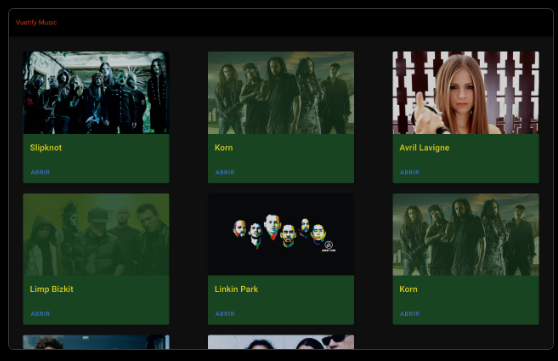 Vuetify Music
Slipknot
Korn
Avril Lavigne
ABRIR
ABRIR
ABRIR
Limp Bizkit
Linkin Park
Korn
ABRIR
ABRIR
ABRIR